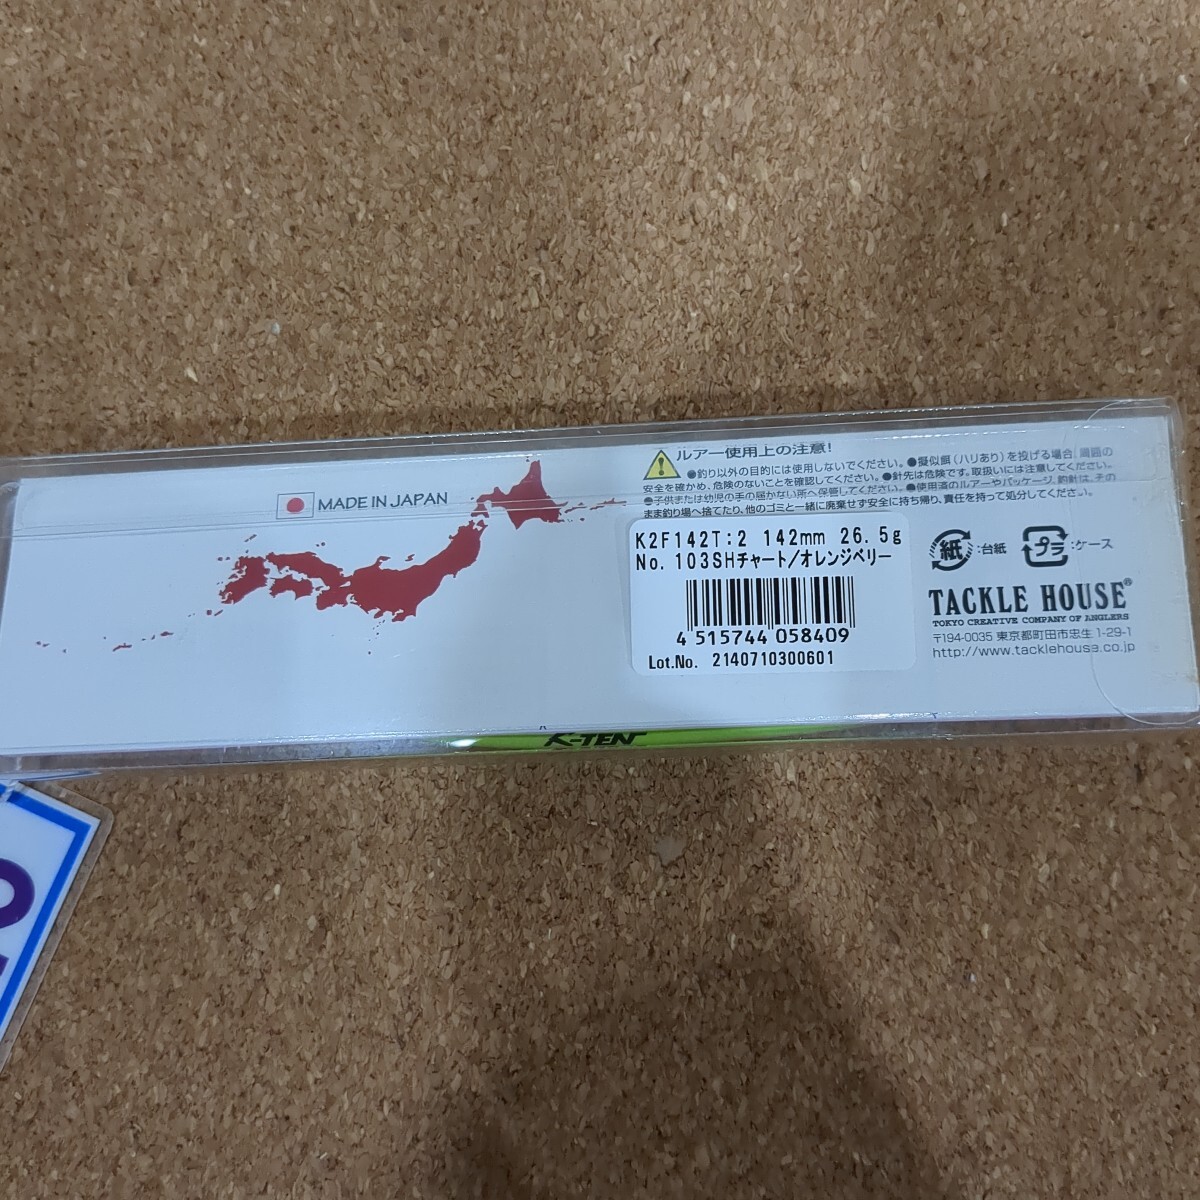 MADE IN JAPAN
ルアー使用上の注意!
●釣り以外の目的には使用しないでください。●擬似餌(ハリあり)を投げる場合、周囲の
安全を確かめ、危険のないことを確認してください。●針先は危険です。取扱いには注意してください。
●子供または幼児の手の届かない所へ保管してください。●使用済のルアーやパッケージ、釣針は、その
まま釣り場へ捨てたり、他のゴミと一緒に廃棄せず安全に持ち帰り、責任を持って処分してください。
K2F142T:2 142mm 26.5g
No.103SHチャート/オレンジベリー
4 515744 058409
Lot.No. 2140710300601
紙:台紙 プラ:ケース
TACKLE HOUSE®
TOKYO CREATIVE COMPANY OF ANGLERS
〒194-0035 東京都町田市忠生 1-29-1
http://www.tacklehouse.co.jp
K-TEN